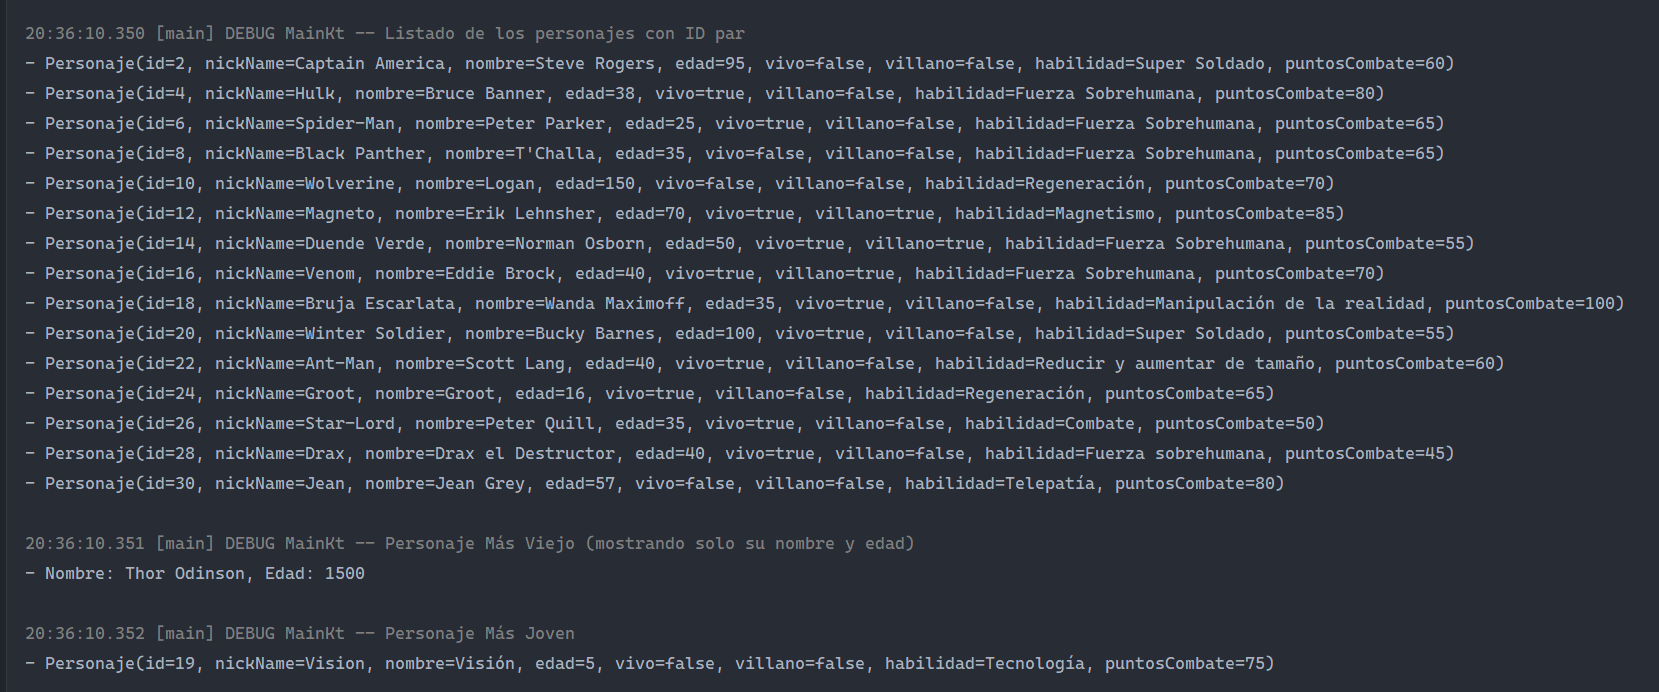 20:36:10.350 [main] DEBUG MainKt -- Listado de los personajes con ID par
- Personaje(id=2, nickName=Captain America, nombre=Steve Rogers, edad=95, vivo=false, villano=false, habilidad=Super Soldado, puntosCombate=60)
- Personaje(id=4, nickName=Hulk, nombre=Bruce Banner, edad=38, vivo=true, villano=false, habilidad=Fuerza Sobrehumana, puntosCombate=80)
- Personaje(id=6, nickName=Spider-Man, nombre=Peter Parker, edad=25, vivo=true, villano=false, habilidad=Fuerza Sobrehumana, puntosCombate=65)
- Personaje(id=8, nickName=Black Panther, nombre=T'Challa, edad=35, vivo=false, villano=false, habilidad=Fuerza Sobrehumana, puntosCombate=65)
- Personaje(id=10, nickName=Wolverine, nombre=Logan, edad=150, vivo=false, villano=false, habilidad=Regeneración, puntosCombate=70)
- Personaje(id=12, nickName=Magneto, nombre=Erik Lehnsher, edad=70, vivo=true, villano=true, habilidad=Magnetismo, puntosCombate=85)
- Personaje(id=14, nickName=Duende Verde, nombre=Norman Osborn, edad=50, vivo=true, villano=true, habilidad=Fuerza Sobrehumana, puntosCombate=55)
- Personaje(id=16, nickName=Venom, nombre=Eddie Brock, edad=40, vivo=true, villano=true, habilidad=Fuerza Sobrehumana, puntosCombate=70)
- Personaje(id=18, nickName=Bruja Escarlata, nombre=Wanda Maximoff, edad=35, vivo=true, villano=false, habilidad=Manipulación de la realidad, puntosCombate=100)
- Personaje(id=20, nickName=Winter Soldier, nombre=Bucky Barnes, edad=100, vivo=true, villano=false, habilidad=Super Soldado, puntosCombate=55)
- Personaje(id=22, nickName=Ant-Man, nombre=Scott Lang, edad=40, vivo=true, villano=false, habilidad=Reducir y aumentar de tamaño, puntosCombate=60)
- Personaje(id=24, nickName=Groot, nombre=Groot, edad=16, vivo=true, villano=false, habilidad=Regeneración, puntosCombate=65)
- Personaje(id=26, nickName=Star-Lord, nombre=Peter Quill, edad=35, vivo=true, villano=false, habilidad=Combate, puntosCombate=50)
- Personaje(id=28, nickName=Drax, nombre=Drax el Destructor, edad=40, vivo=true, villano=false, habilidad=Fuerza sobrehumana, puntosCombate=45)
- Personaje(id=30, nickName=Jean, nombre=Jean Grey, edad=57, vivo=false, villano=false, habilidad=Telepatía, puntosCombate=80)
20:36:10.351 [main] DEBUG MainKt -- Personaje Más Viejo (mostrando solo su nombre y edad)
- Nombre: Thor Odinson, Edad: 1500
20:36:10.352 [main] DEBUG MainKt -- Personaje Más Joven
- Personaje(id=19, nickName=Vision, nombre=Visión, edad=5, vivo=false, villano=false, habilidad=Tecnología, puntosCombate=75)